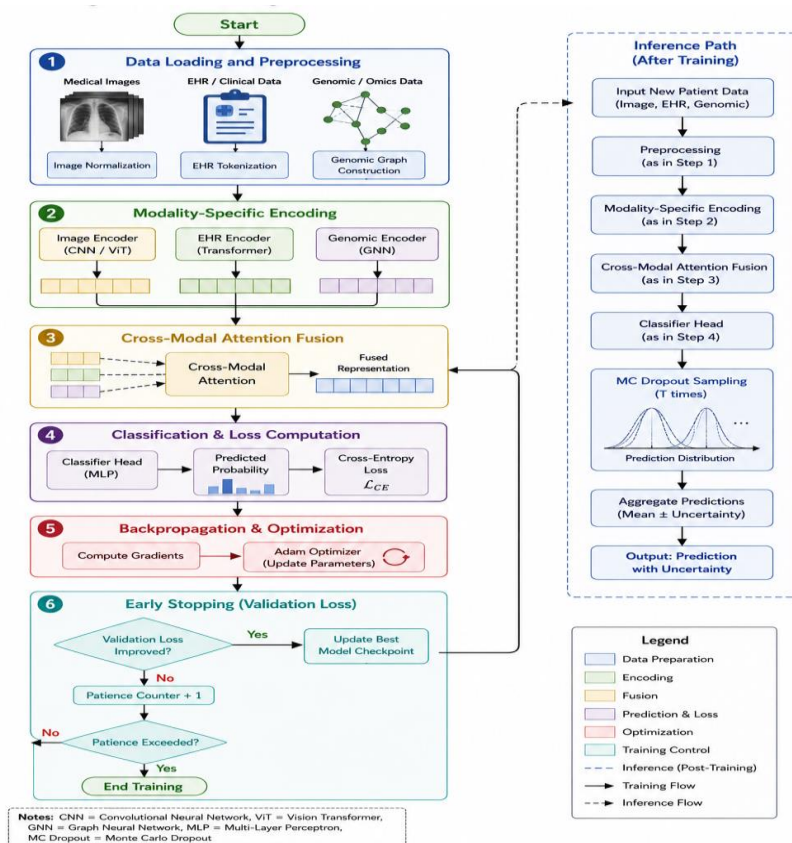 Start
1 Data Loading and Preprocessing
Medical Images
EHR / Clinical Data
Genomic / Omics Data
Image Normalization
EHR Tokenization
Genomic Graph
Construction
2 Modality-Specific Encoding
Image Encoder
(CNN / ViT)
EHR Encoder
(Transformer)
Genomic Encoder
(GNN)
3 Cross-Modal Attention Fusion
Cross-Modal
Attention
Fused
Representation
4 Classification & Loss Computation
Classifier Head
(MLP)
Predicted
Probability
Cross-Entropy
Loss
ℒCE
5 Backpropagation & Optimization
Compute Gradients
Adam Optimizer
(Update Parameters)
6 Early Stopping (Validation Loss)
Validation Loss
Improved?
Yes
Update Best
Model Checkpoint
No
Patience Counter + 1
No
Patience Exceeded?
Yes
End Training
Notes: CNN = Convolutional Neural Network, ViT = Vision Transformer,
GNN = Graph Neural Network, MLP = Multi-Layer Perceptron,
MC Dropout = Monte Carlo Dropout
Inference Path
(After Training)
Input New Patient Data
(Image, EHR, Genomic)
Preprocessing
(as in Step 1)
Modality-Specific Encoding
(as in Step 2)
Cross-Modal Attention Fusion
(as in Step 3)
Classifier Head
(as in Step 4)
MC Dropout Sampling
(T times)
...
Prediction Distribution
Aggregate Predictions
(Mean ± Uncertainty)
Output: Prediction
with Uncertainty
Legend
Data Preparation
Encoding
Fusion
Prediction & Loss
Optimization
Training Control
Inference (Post-Training)
Training Flow
Inference Flow